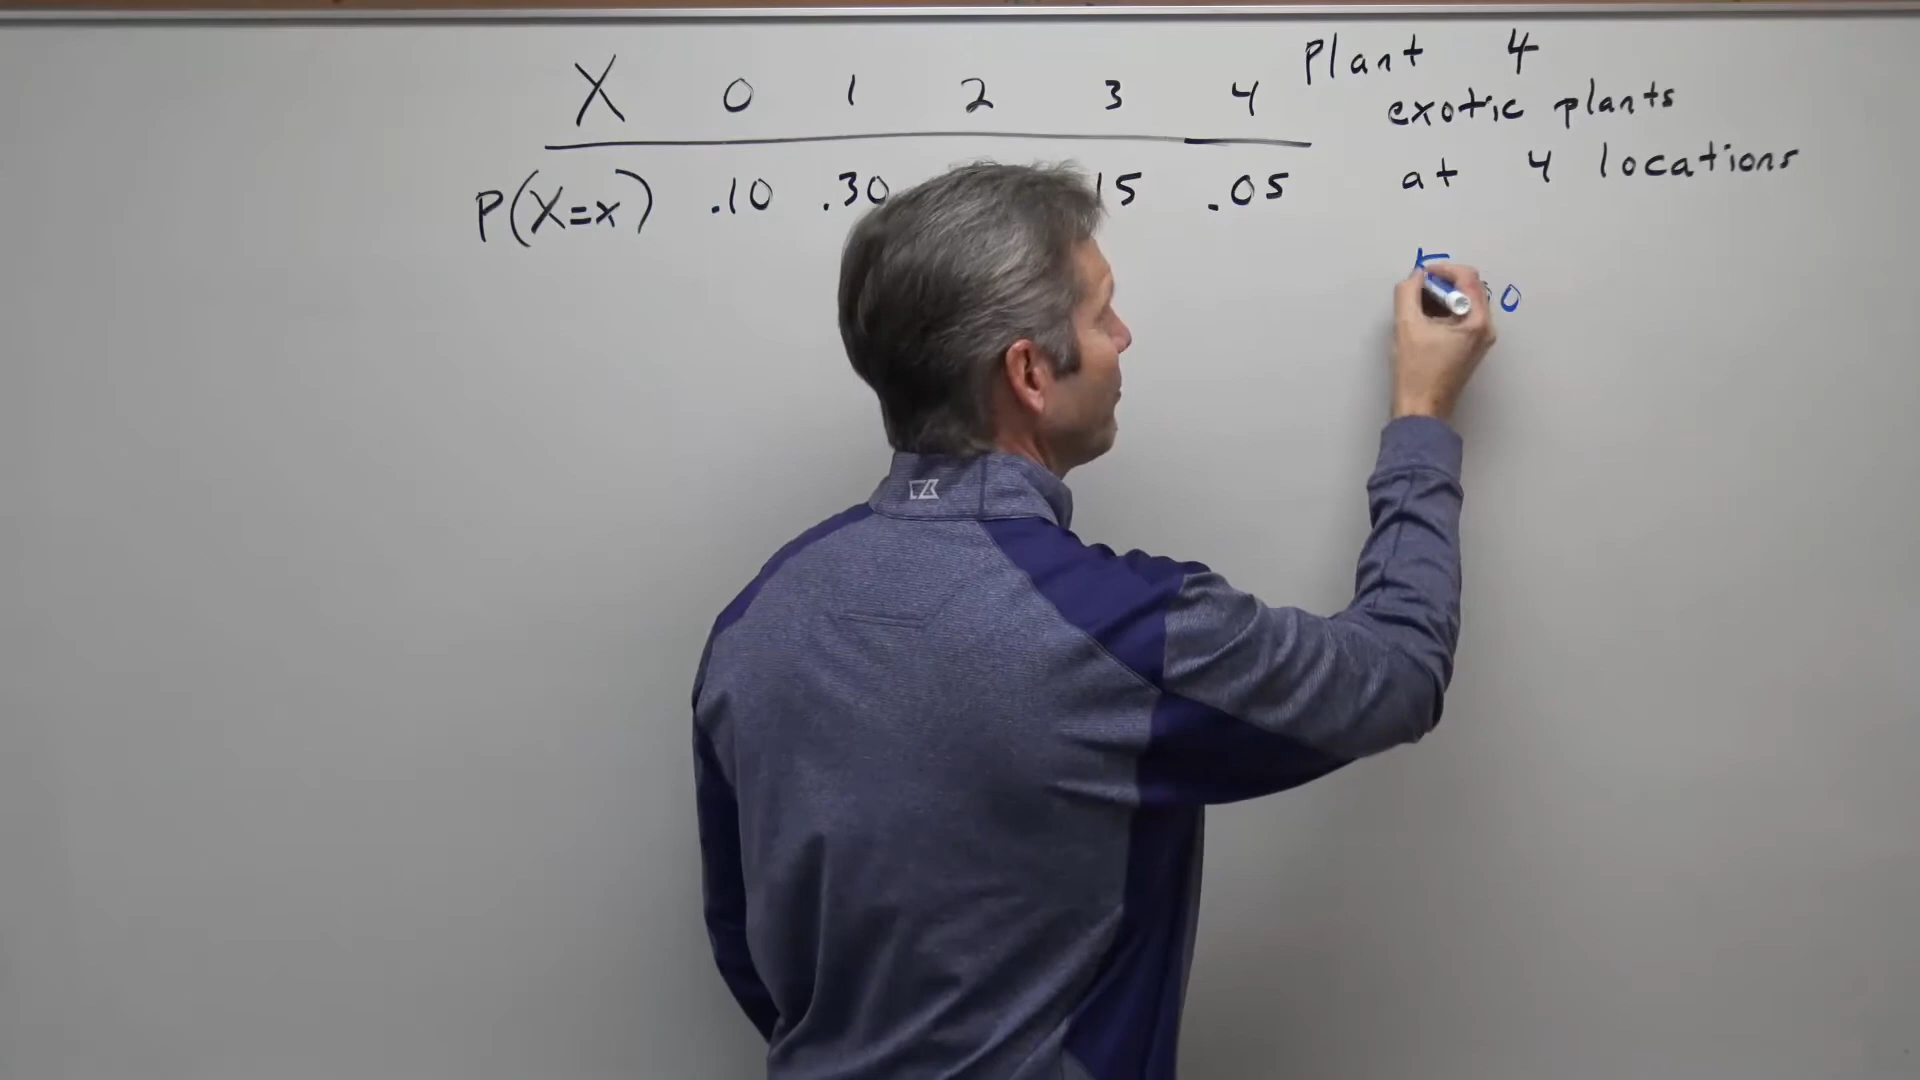 X 0 1 2 3 4
P(X=x) .10 .30 15 .05
Plant 4
exotic plants
at 4 locations